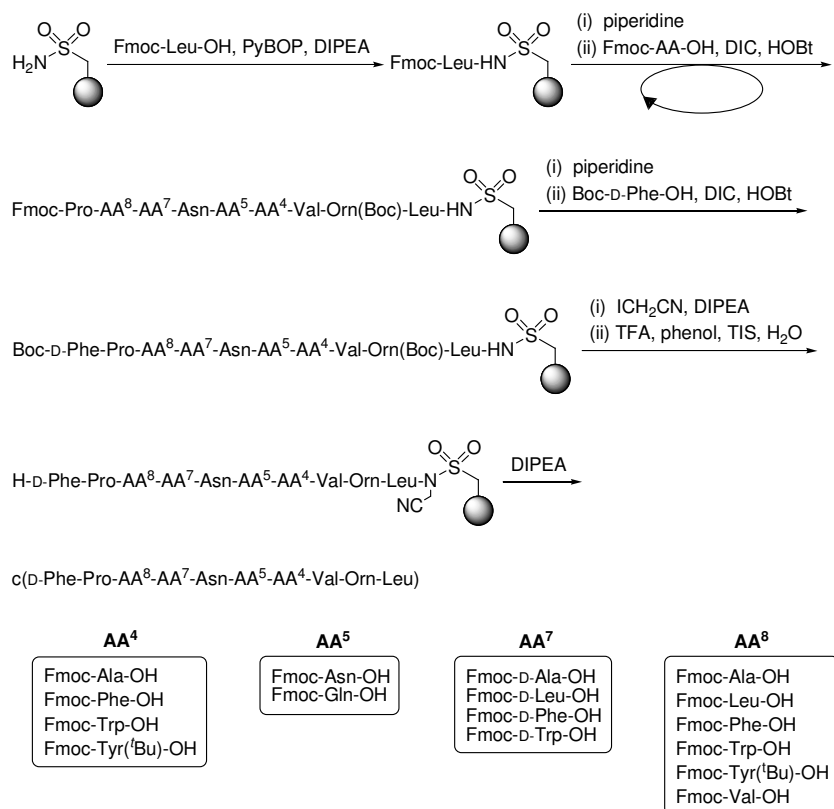 H₂N
O O
S
Fmoc-Leu-OH, PyBOP, DIPEA
Fmoc-Leu-HN
O O
S
(i) piperidine
(ii) Fmoc-AA-OH, DIC, HOBt
Fmoc-Pro-AA⁸-AA⁷-Asn-AA⁵-AA⁴-Val-Orn(Boc)-Leu-HN
O O
S
(i) piperidine
(ii) Boc-D-Phe-OH, DIC, HOBt
Boc-D-Phe-Pro-AA⁸-AA⁷-Asn-AA⁵-AA⁴-Val-Orn(Boc)-Leu-HN
O O
S
(i) ICH₂CN, DIPEA
(ii) TFA, phenol, TIS, H₂O
H-D-Phe-Pro-AA⁸-AA⁷-Asn-AA⁵-AA⁴-Val-Orn-Leu-N
O O
S
NC
DIPEA
c(D-Phe-Pro-AA⁸-AA⁷-Asn-AA⁵-AA⁴-Val-Orn-Leu)
AA⁴
Fmoc-Ala-OH
Fmoc-Phe-OH
Fmoc-Trp-OH
Fmoc-Tyr(ᵗBu)-OH
AA⁵
Fmoc-Asn-OH
Fmoc-Gln-OH
AA⁷
Fmoc-D-Ala-OH
Fmoc-D-Leu-OH
Fmoc-D-Phe-OH
Fmoc-D-Trp-OH
AA⁸
Fmoc-Ala-OH
Fmoc-Leu-OH
Fmoc-Phe-OH
Fmoc-Trp-OH
Fmoc-Tyr(ᵗBu)-OH
Fmoc-Val-OH